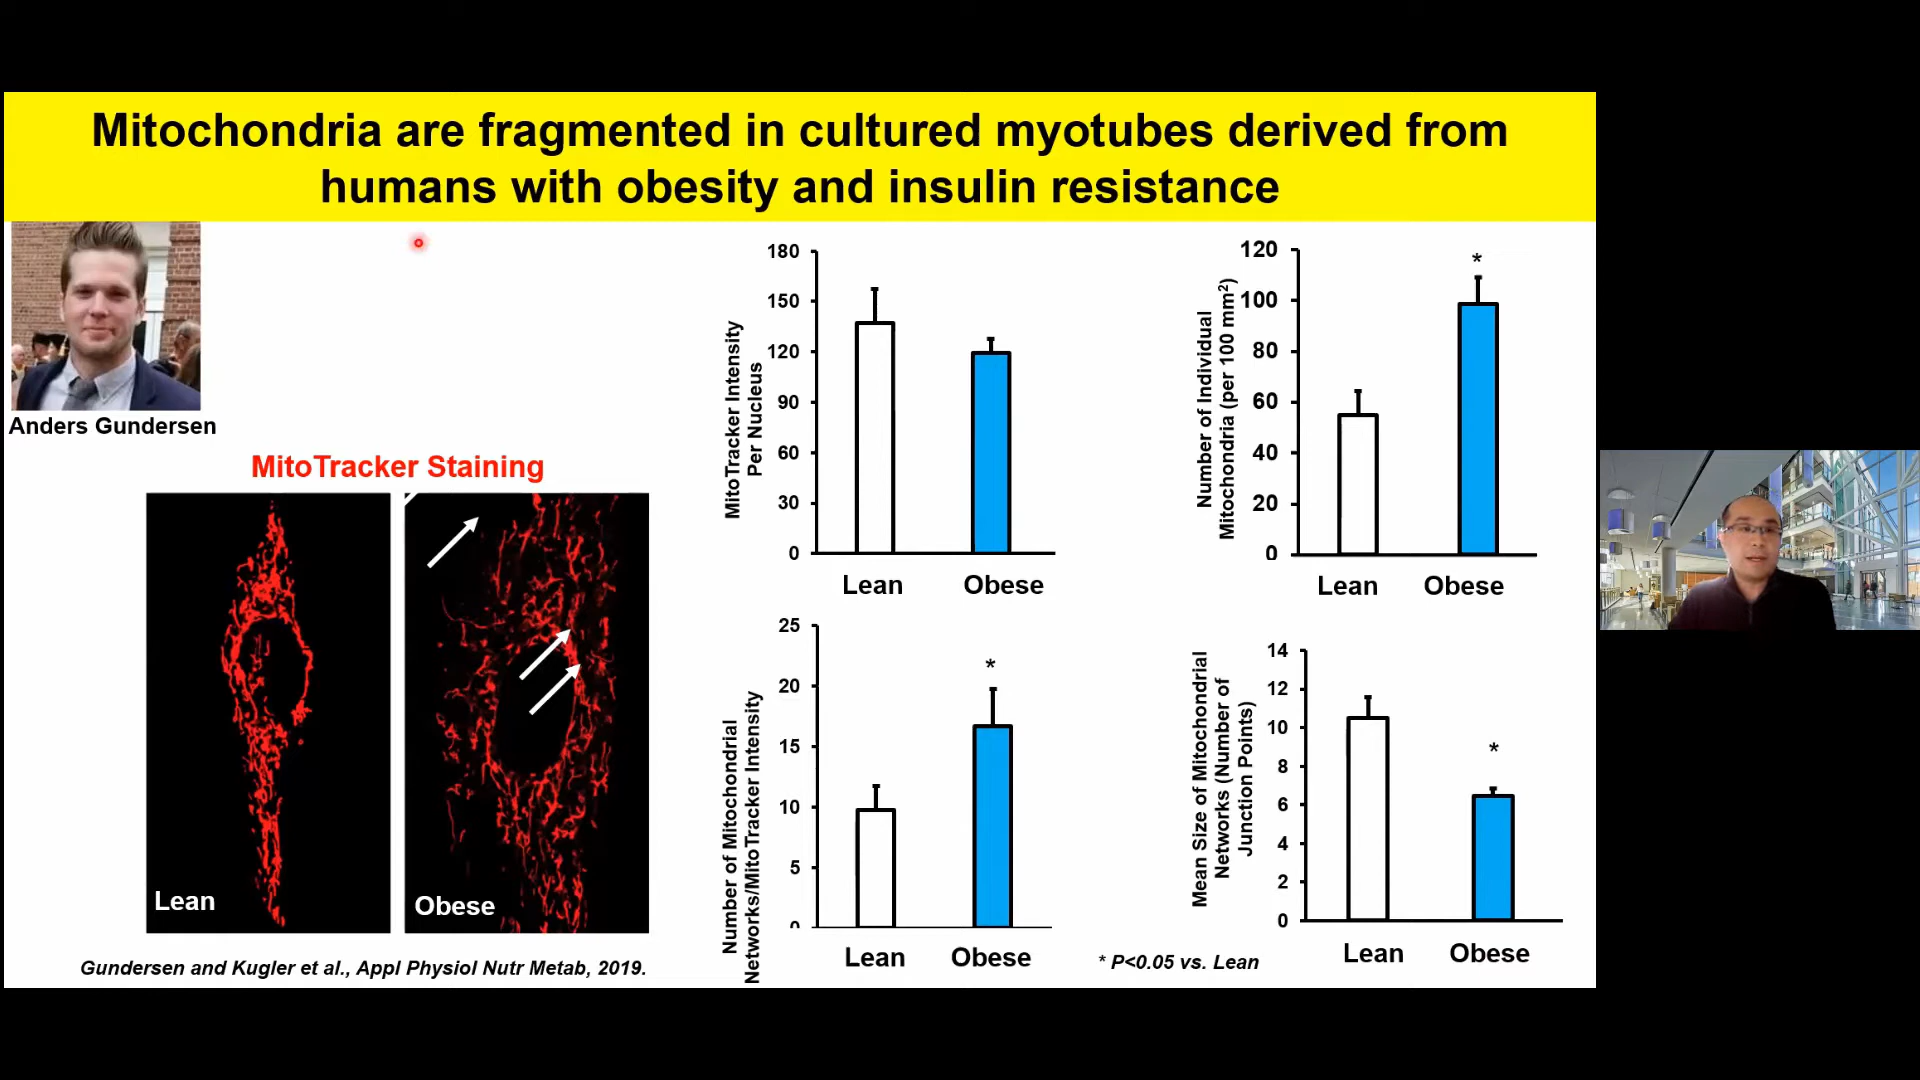 Mitochondria are fragmented in cultured myotubes derived from
humans with obesity and insulin resistance
Anders Gundersen
MitoTracker Staining
Lean
Obese
Gundersen and Kugler et al., Appl Physiol Nutr Metab, 2019.
MitoTracker Intensity
Per Nucleus
180
150
120
90
60
30
0
Lean
Obese
Number of Individual
Mitochondria (per 100 mm²)
120
100
80
60
40
20
0
*
Lean
Obese
Number of Mitochondrial
Networks/MitoTracker Intensity
25
20
15
10
5
0
*
Lean
Obese
Mean Size of Mitochondrial
Networks (Number of
Junction Points)
14
12
10
8
6
4
2
0
*
Lean
Obese
* P<0.05 vs. Lean